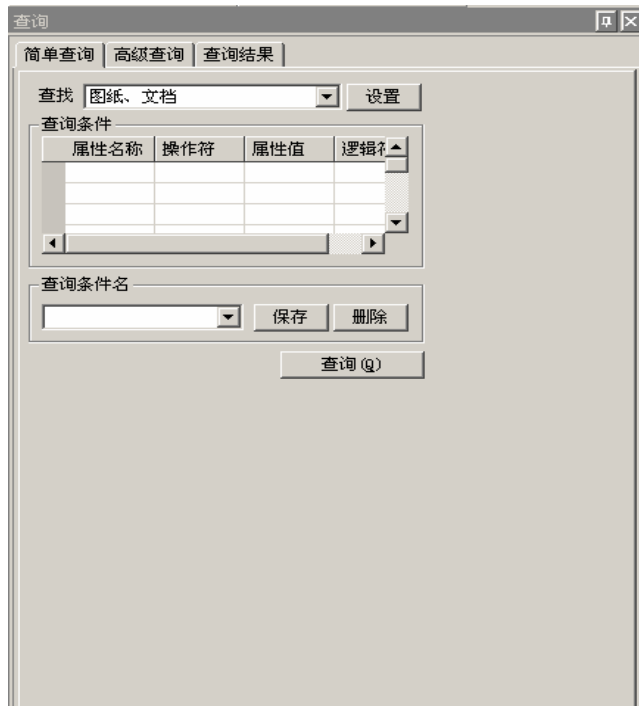 查询
简单查询 高级查询 查询结果
查找 图纸、文档 设置
查询条件
属性名称 操作符 属性值 逻辑
查询条件名
保存 删除
查询(Q)